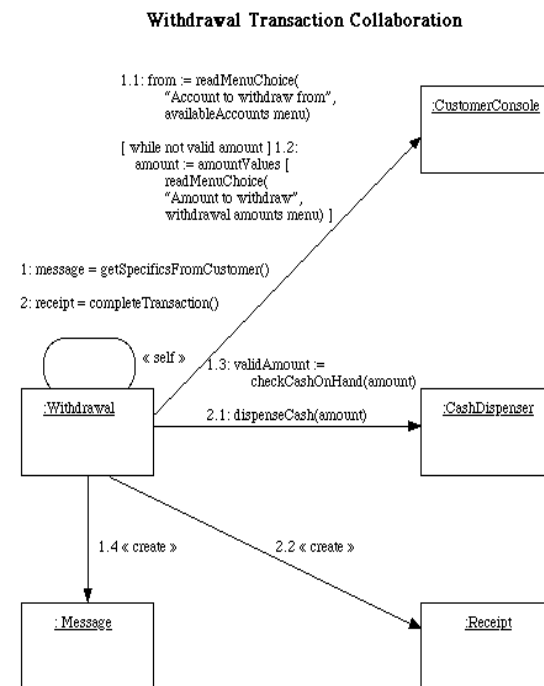 Withdrawal Transaction Collaboration
1.1: from := readMenuChoice(
"Account to withdraw from",
availableAccounts menu)
:CustomerConsole
[ while not valid amount ] 1.2:
amount := amountValues [
readMenuChoice(
"Amount to withdraw",
withdrawal amounts menu) ]
1: message = getSpecificsFromCustomer()
2: receipt = completeTransaction()
« self »
1.3: validAmount :=
checkCashOnHand(amount)
:Withdrawal
2.1: dispenseCash(amount)
:CashDispenser
1.4 « create »
2.2 « create »
: Message
:Receipt